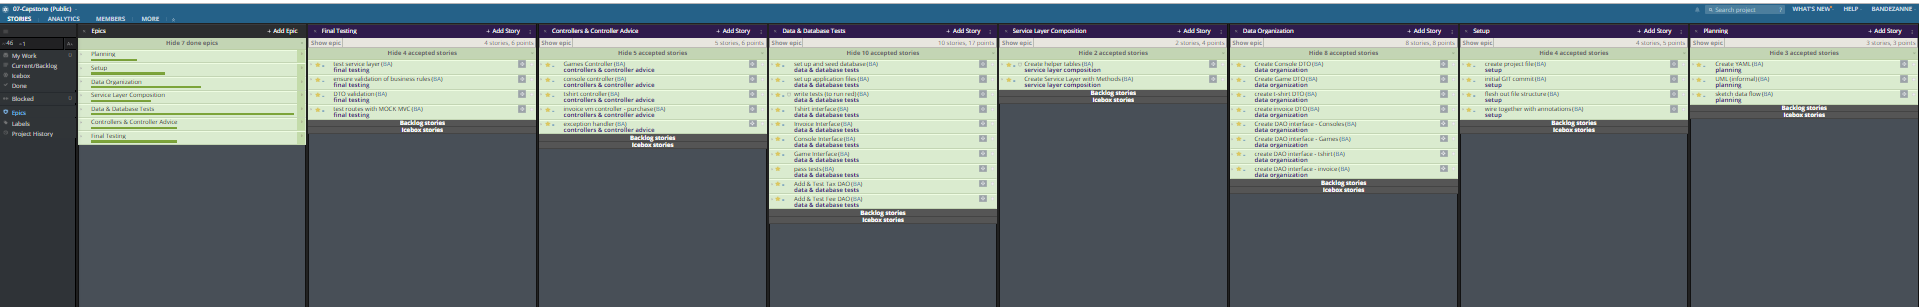 07-Capstone (Public)
Search project
WHAT'S NEW
HELP
BANDEZANNE
STORIES
ANALYTICS
MEMBERS
MORE
46
1
My Work
Current/Backlog
Icebox
Done
Blocked
Epics
Labels
Project History
Epics
+ Add Epic
Hide 7 done epics
Planning
Setup
Data Organization
Service Layer Composition
Data & Database Tests
Controllers & Controller Advice
Final Testing
Final Testing
+ Add Story
Show epic
4 stories, 6 points
Hide 4 accepted stories
test service layer (BA)
final testing
ensure validation of business rules (BA)
final testing
DTO validation (BA)
final testing
test routes with MOCK MVC (BA)
final testing
Backlog stories
Icebox stories
Controllers & Controller Advice
+ Add Story
Show epic
5 stories, 6 points
Hide 5 accepted stories
Games Controller (BA)
controllers & controller advice
console controller (BA)
controllers & controller advice
tshirt controller (BA)
controllers & controller advice
invoice vm controller - purchase (BA)
controllers & controller advice
exception handler (BA)
controllers & controller advice
Backlog stories
Icebox stories
Data & Database Tests
+ Add Story
Show epic
10 stories, 17 points
Hide 10 accepted stories
set up and seed database (BA)
data & database tests
set up application files (BA)
data & database tests
write tests (to run red) (BA)
data & database tests
Tshirt interface (BA)
data & database tests
Invoice Interface (BA)
data & database tests
Console Interface (BA)
data & database tests
Game Interface (BA)
data & database tests
pass tests (BA)
data & database tests
Add & Test Tax DAO (BA)
data & database tests
Add & Test Fee DAO (BA)
data & database tests
Backlog stories
Icebox stories
Service Layer Composition
+ Add Story
Show epic
2 stories, 4 points
Hide 2 accepted stories
Create helper tables (BA)
service layer composition
Create Service Layer with Methods (BA)
service layer composition
Backlog stories
Icebox stories
Data Organization
+ Add Story
Show epic
8 stories, 8 points
Hide 8 accepted stories
Create Console DTO (BA)
data organization
Create Game DTO (BA)
data organization
create t-shirt DTO (BA)
data organization
create invoice DTO (BA)
data organization
Create DAO interface - Consoles (BA)
data organization
Create DAO interface - Games (BA)
data organization
create DAO interface - tshirt (BA)
data organization
create DAO interface - invoice (BA)
data organization
Backlog stories
Icebox stories
Setup
+ Add Story
Show epic
4 stories, 5 points
Hide 4 accepted stories
create project file (BA)
setup
initial GIT commit (BA)
setup
flesh out file structure (BA)
setup
wire together with annotations (BA)
setup
Backlog stories
Icebox stories
Planning
+ Add Story
Show epic
3 stories, 3 points
Hide 3 accepted stories
Create YAML (BA)
planning
UML (informal) (BA)
planning
sketch data flow (BA)
planning
Backlog stories
Icebox stories